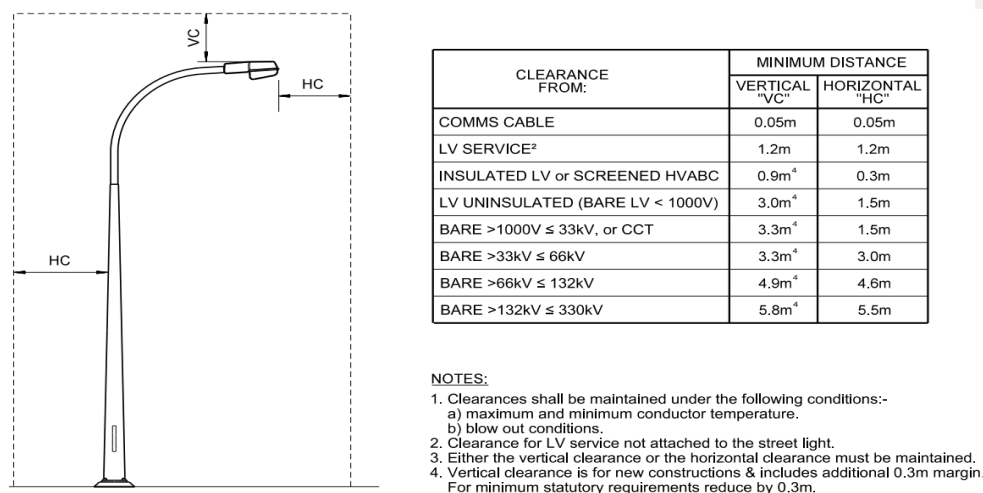 VC
HC
HC
CLEARANCE FROM:
MINIMUM DISTANCE
VERTICAL "VC"
HORIZONTAL "HC"
COMMS CABLE 0.05m 0.05m
LV SERVICE² 1.2m 1.2m
INSULATED LV or SCREENED HVABC 0.9m⁴ 0.3m
LV UNINSULATED (BARE LV < 1000V) 3.0m⁴ 1.5m
BARE >1000V ≤ 33kV, or CCT 3.3m⁴ 1.5m
BARE >33kV ≤ 66kV 3.3m⁴ 3.0m
BARE >66kV ≤ 132kV 4.9m⁴ 4.6m
BARE >132kV ≤ 330kV 5.8m⁴ 5.5m
NOTES:
1. Clearances shall be maintained under the following conditions:-
a) maximum and minimum conductor temperature.
b) blow out conditions.
2. Clearance for LV service not attached to the street light.
3. Either the vertical clearance or the horizontal clearance must be maintained.
4. Vertical clearance is for new constructions & includes additional 0.3m margin.
For minimum statutory requirements reduce by 0.3m.